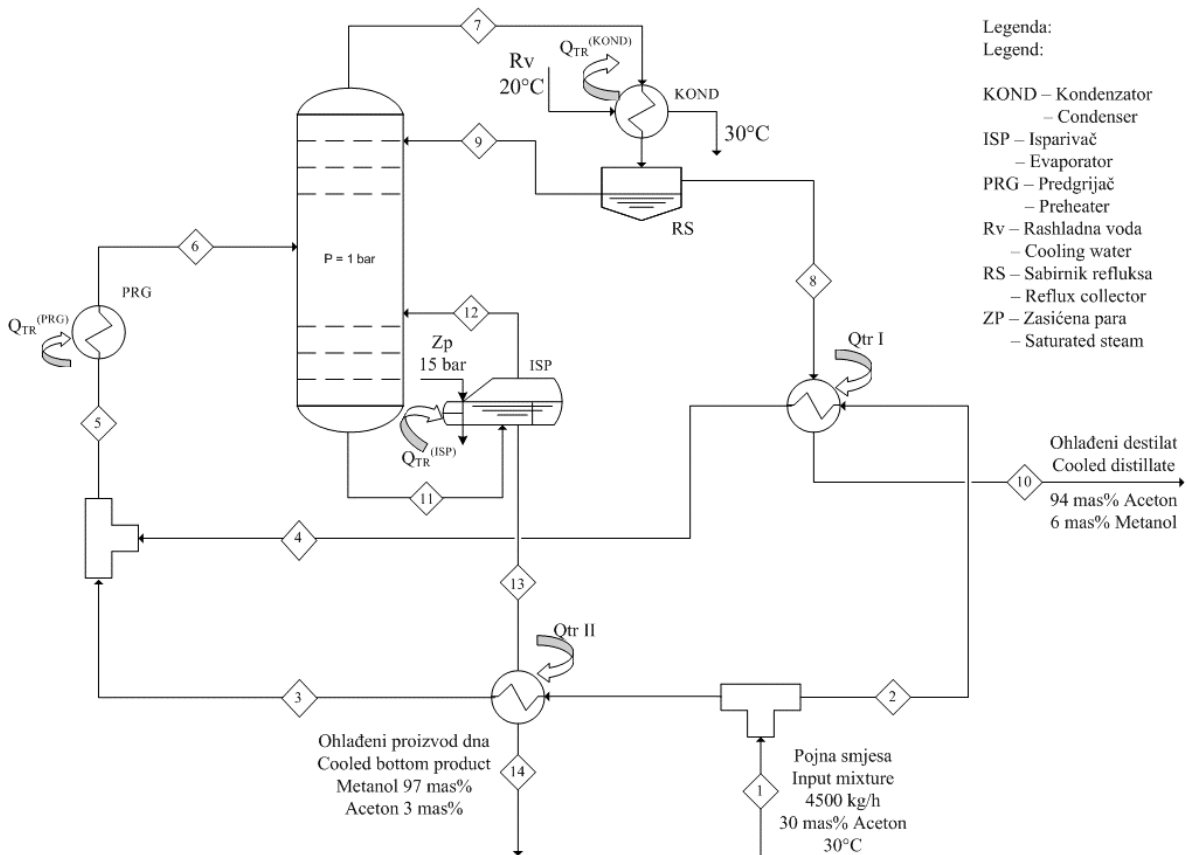 7
Q_TR^(KOND)
Rv
20°C
KOND
30°C
Legenda:
Legend:
KOND – Kondenzator
– Condenser
ISP – Isparivač
– Evaporator
PRG – Predgrijač
– Preheater
Rv – Rashladna voda
– Cooling water
RS – Sabirnik refluksa
– Reflux collector
ZP – Zasićena para
– Saturated steam
9
RS
6
P = 1 bar
8
PRG
Q_TR^(PRG)
12
Zp
15 bar
ISP
Q_TR^(ISP)
Qtr I
5
11
10
Ohlađeni destilat
Cooled distillate
94 mas% Aceton
6 mas% Metanol
4
13
Qtr II
3
2
Ohlađeni proizvod dna
Cooled bottom product
Metanol 97 mas%
Aceton 3 mas%
14
1
Pojna smjesa
Input mixture
4500 kg/h
30 mas% Aceton
30°C